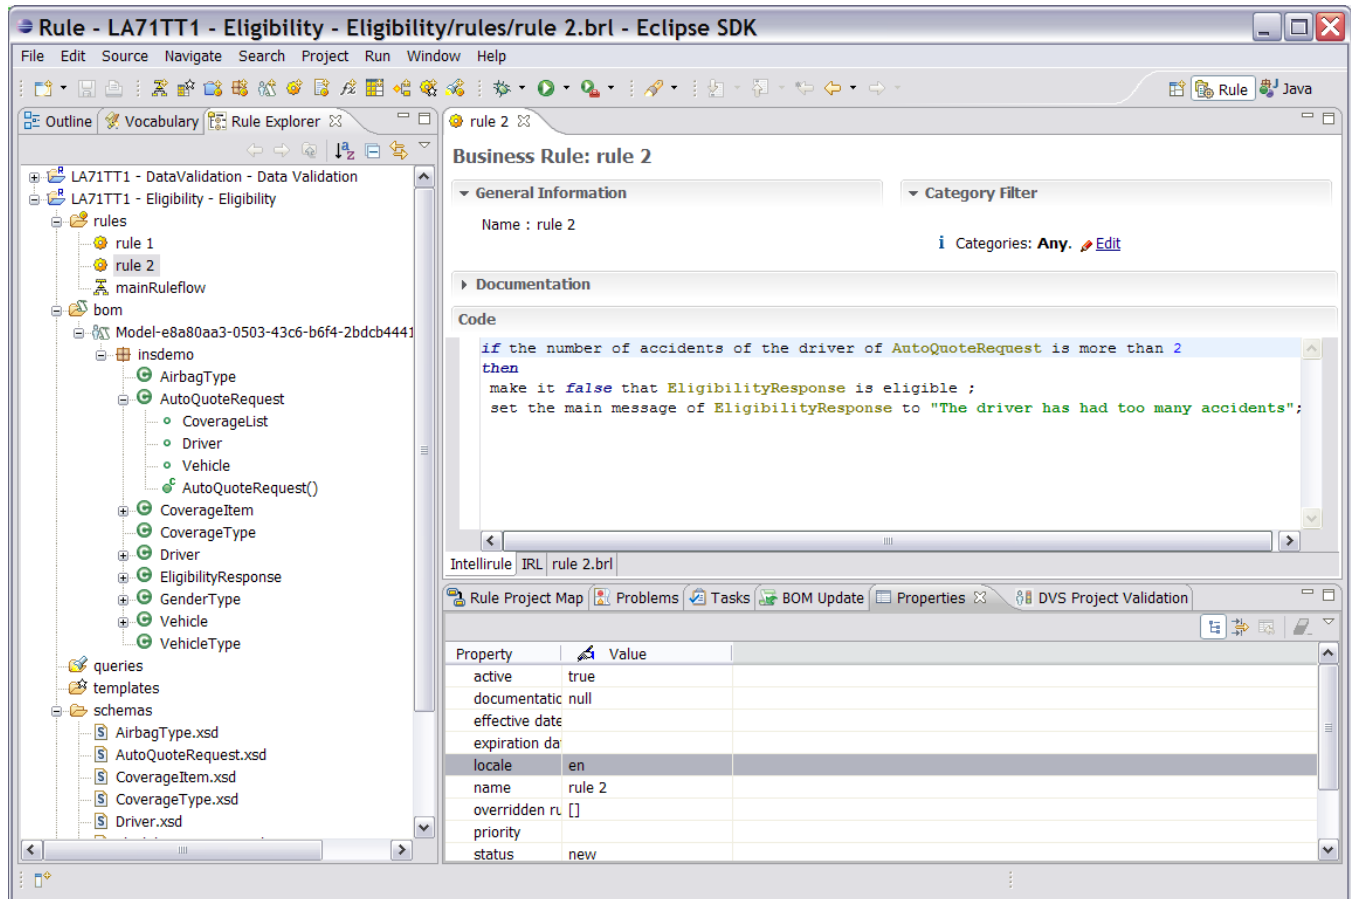 Rule - LA71TT1 - Eligibility - Eligibility/rules/rule 2.brl - Eclipse SDK
File Edit Source Navigate Search Project Run Window Help
Rule Java
Outline Vocabulary Rule Explorer
LA71TT1 - DataValidation - Data Validation
LA71TT1 - Eligibility - Eligibility
rules
rule 1
rule 2
mainRuleflow
bom
Model-e8a80aa3-0503-43c6-b6f4-2bdcb4441
insdemo
AirbagType
AutoQuoteRequest
CoverageList
Driver
Vehicle
AutoQuoteRequest()
CoverageItem
CoverageType
Driver
EligibilityResponse
GenderType
Vehicle
VehicleType
queries
templates
schemas
AirbagType.xsd
AutoQuoteRequest.xsd
CoverageItem.xsd
CoverageType.xsd
Driver.xsd
rule 2
Business Rule: rule 2
General Information
Name : rule 2
Category Filter
Categories: Any. Edit
Documentation
Code
if the number of accidents of the driver of AutoQuoteRequest is more than 2
then
make it false that EligibilityResponse is eligible ;
set the main message of EligibilityResponse to "The driver has had too many accidents";
Intellirule IRL rule 2.brl
Rule Project Map Problems Tasks BOM Update Properties DVS Project Validation
Property Value
active true
documentatic null
effective date
expiration da
locale en
name rule 2
overridden ru []
priority
status new